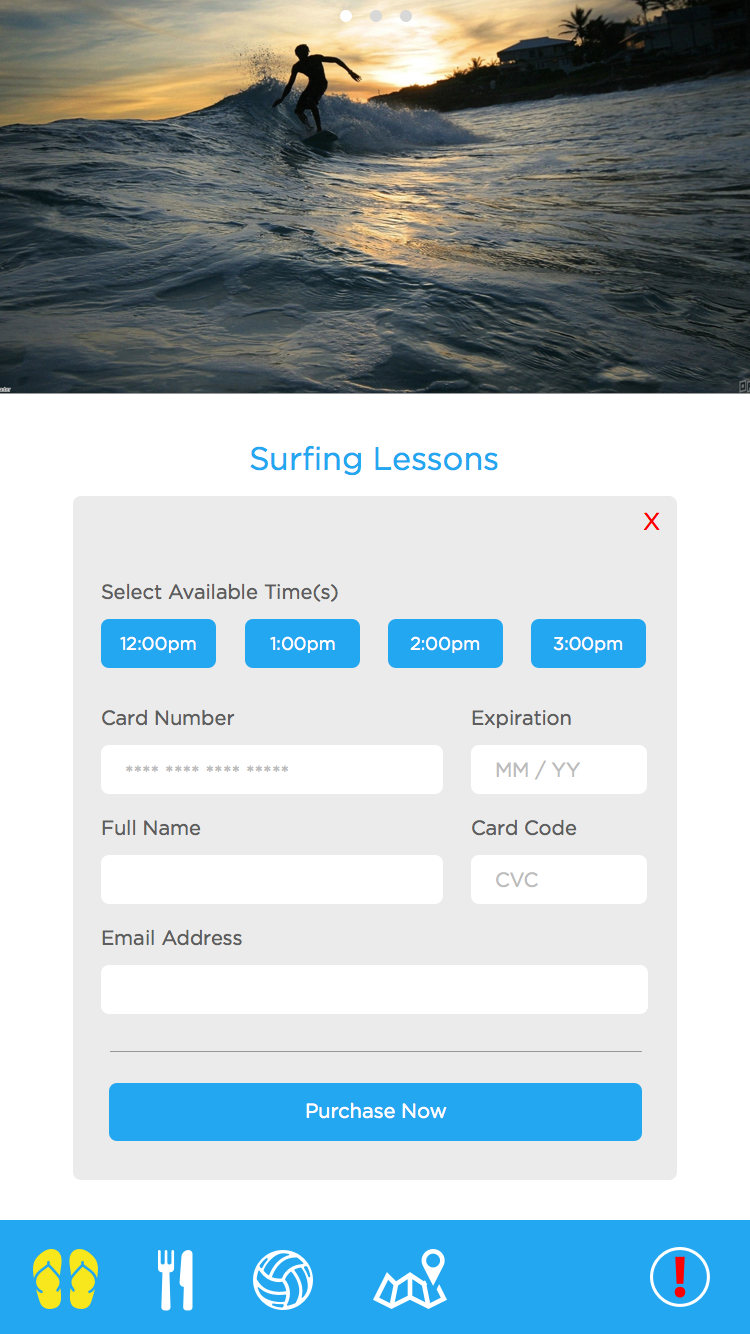 Surfing Lessons
X
Select Available Time(s)
12:00pm 1:00pm 2:00pm 3:00pm
Card Number Expiration
**** **** **** ***** MM / YY
Full Name Card Code
CVC
Email Address
Purchase Now
!